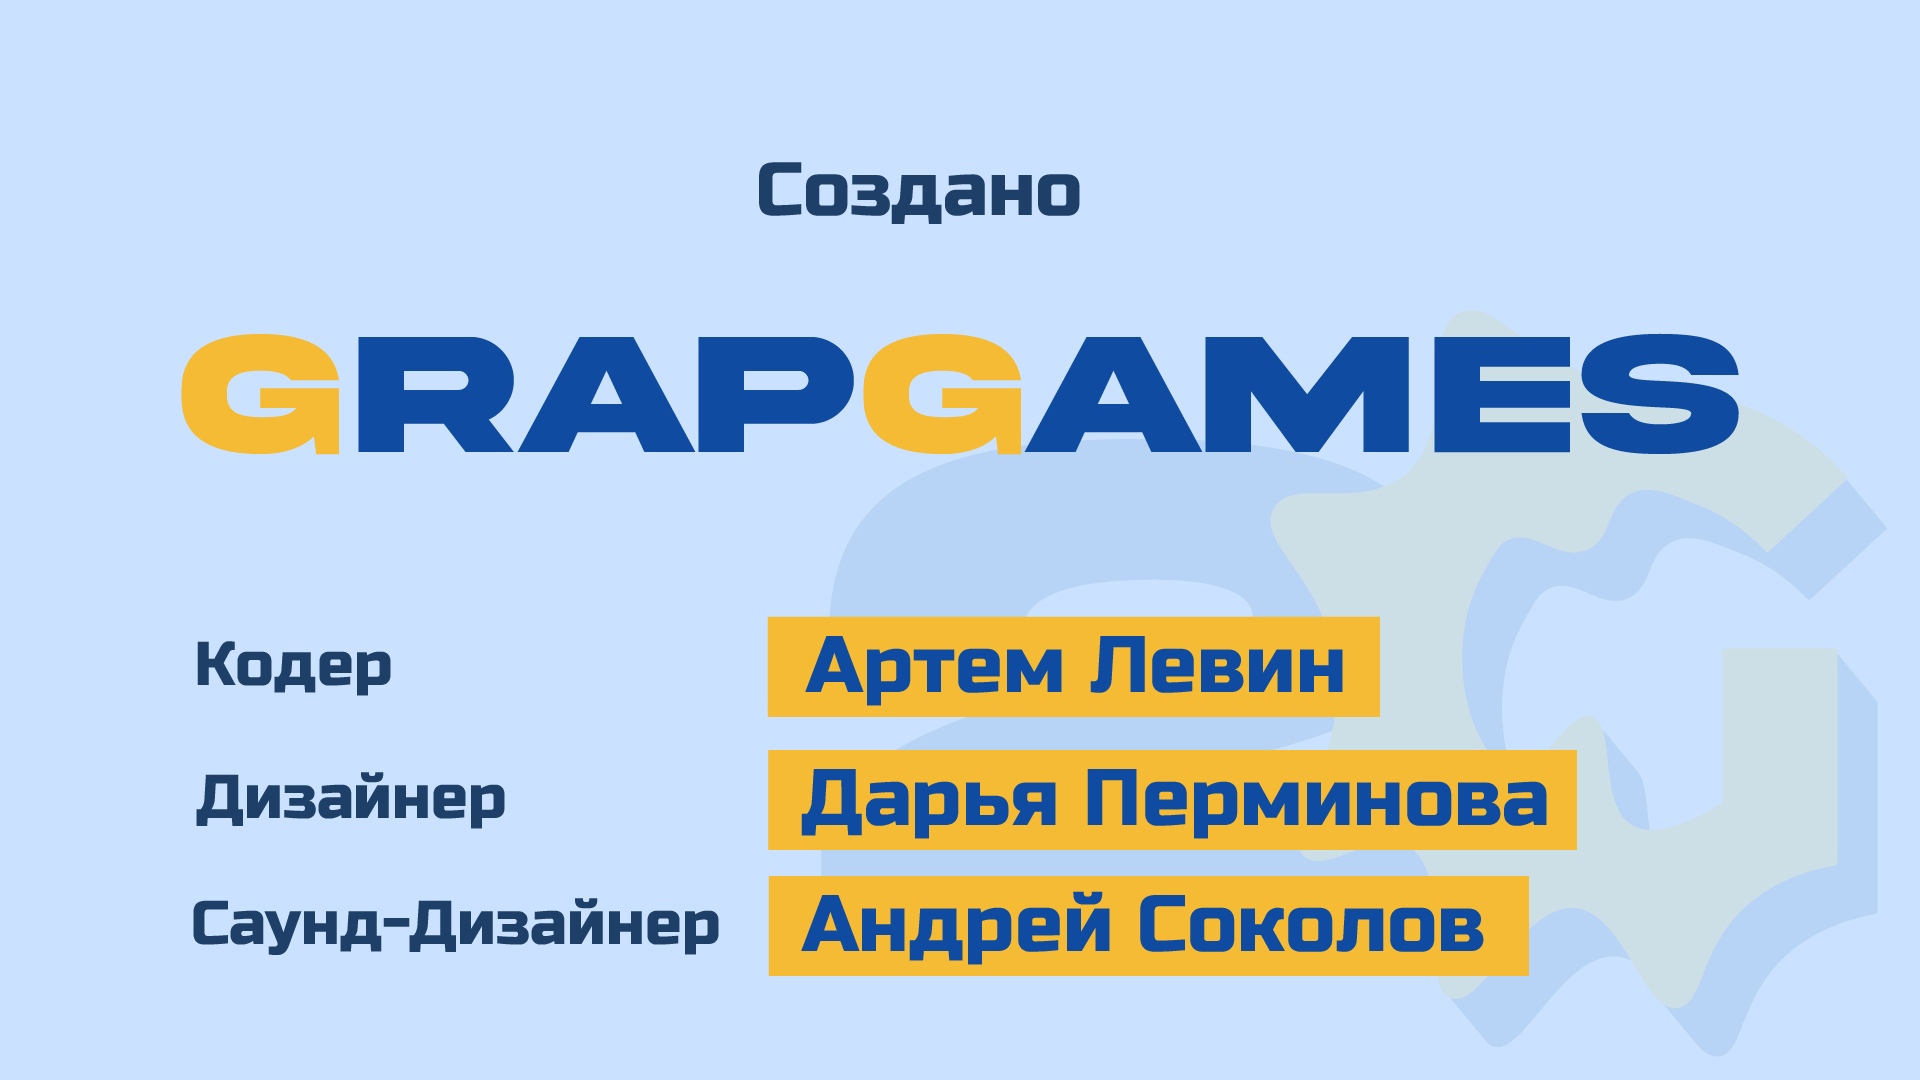 Создано
GRAPGAMES
Кодер Артем Левин
Дизайнер Дарья Перминова
Саунд-Дизайнер Андрей Соколов